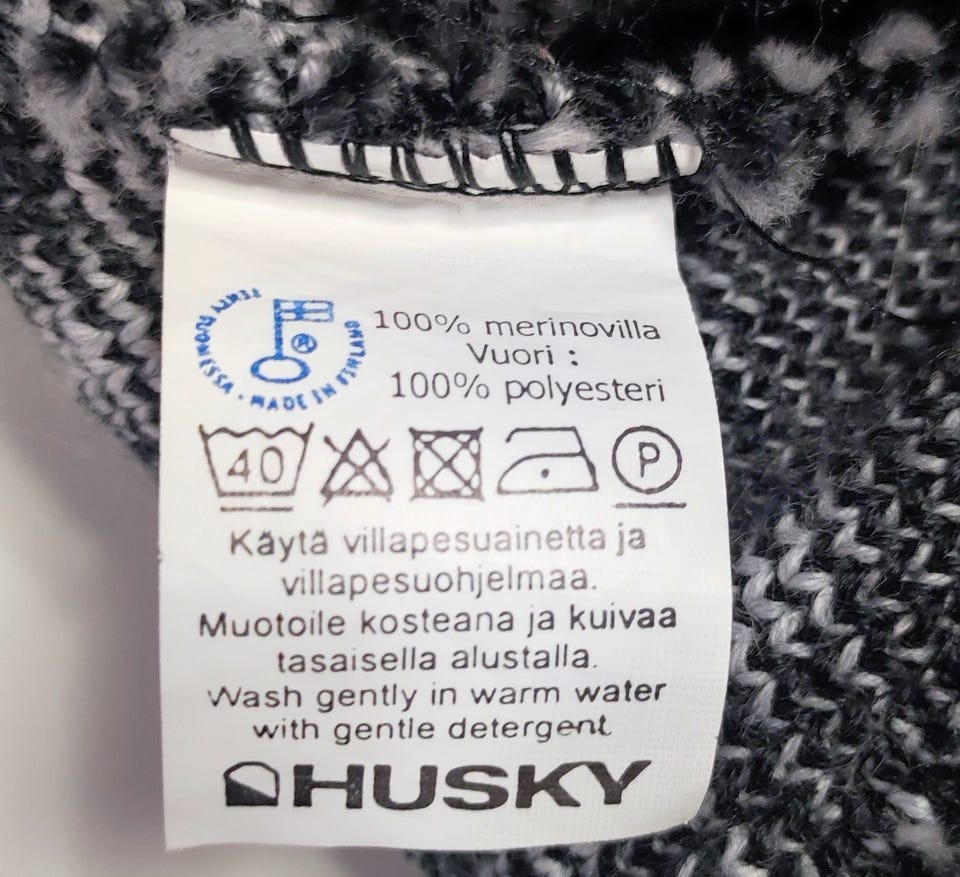 TEHTY SUOMESSA • MADE IN FINLAND
®
100% merinovilla
Vuori :
100% polyesteri
40
P
Käytä villapesuainetta ja
villapesuohjelmaa.
Muotoile kosteana ja kuivaa
tasaisella alustalla.
Wash gently in warm water
with gentle detergent
HUSKY